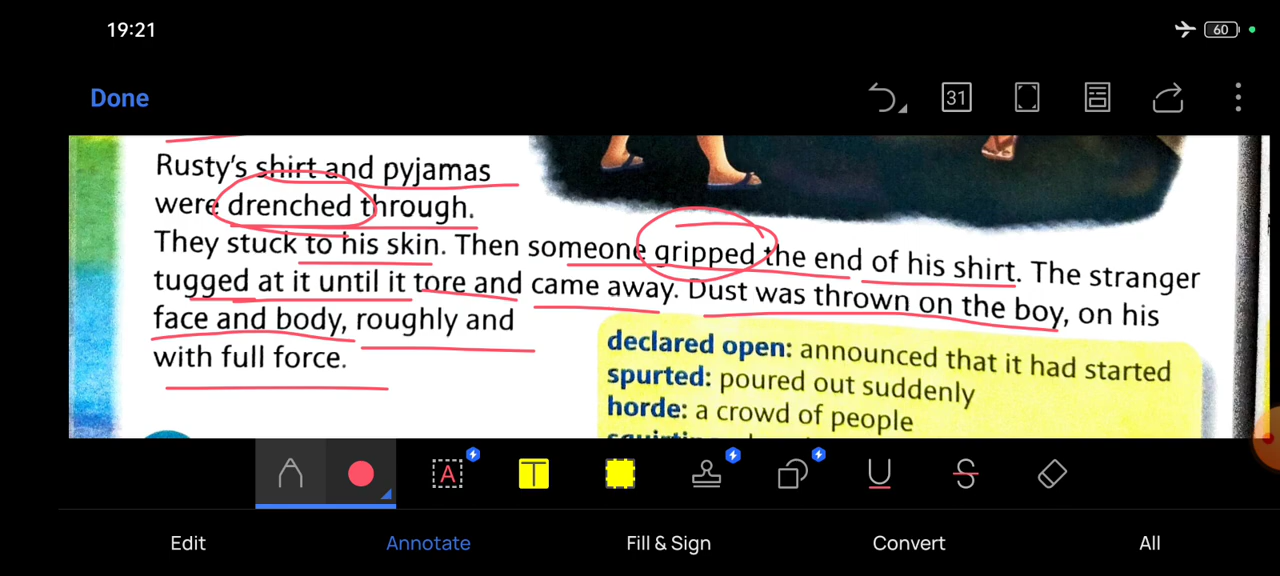 19:21
60
Done
31
Rusty's shirt and pyjamas
were drenched through.
They stuck to his skin. Then someone gripped the end of his shirt. The stranger
tugged at it until it tore and came away. Dust was thrown on the boy, on his
face and body, roughly and
with full force.
declared open: announced that it had started
spurted: poured out suddenly
horde: a crowd of people
A
T
U
S
Edit
Annotate
Fill & Sign
Convert
All